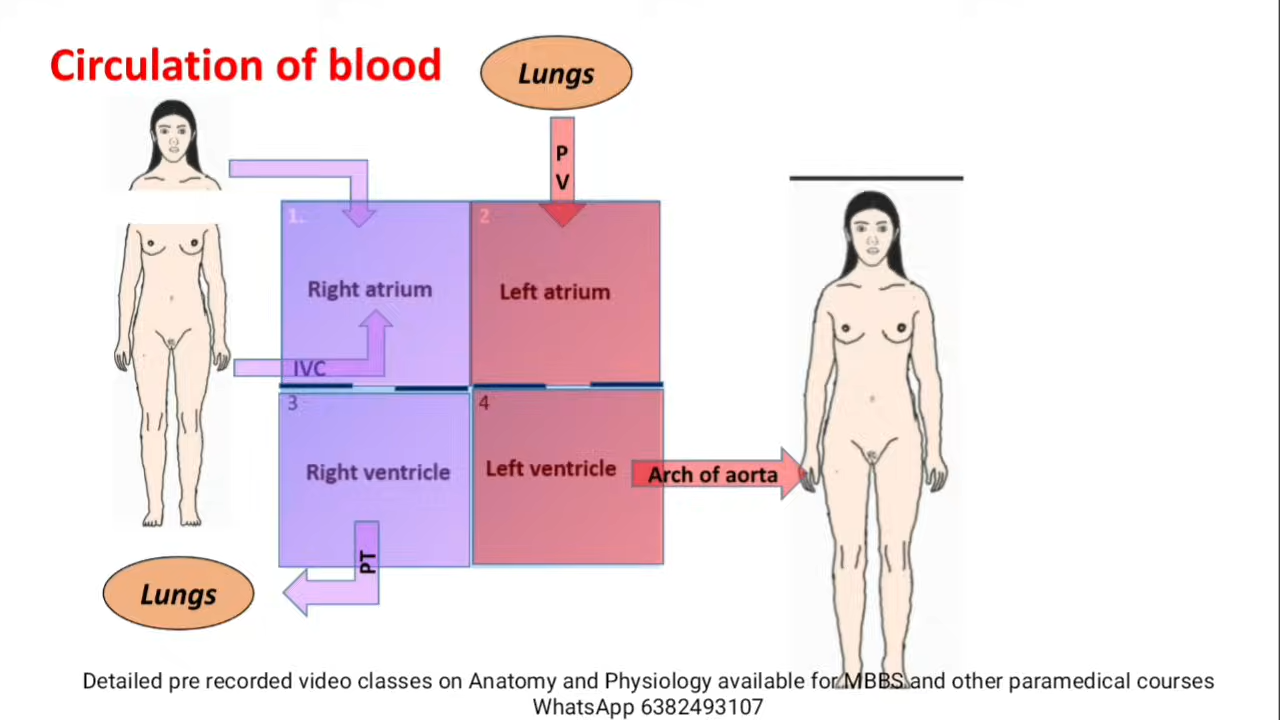 Circulation of blood
Lungs
P
V
1.
2
Right atrium
Left atrium
IVC
3
4
Right ventricle
Left ventricle
Arch of aorta
PT
Lungs
Detailed pre recorded video classes on Anatomy and Physiology available for MBBS and other paramedical courses
WhatsApp 6382493107